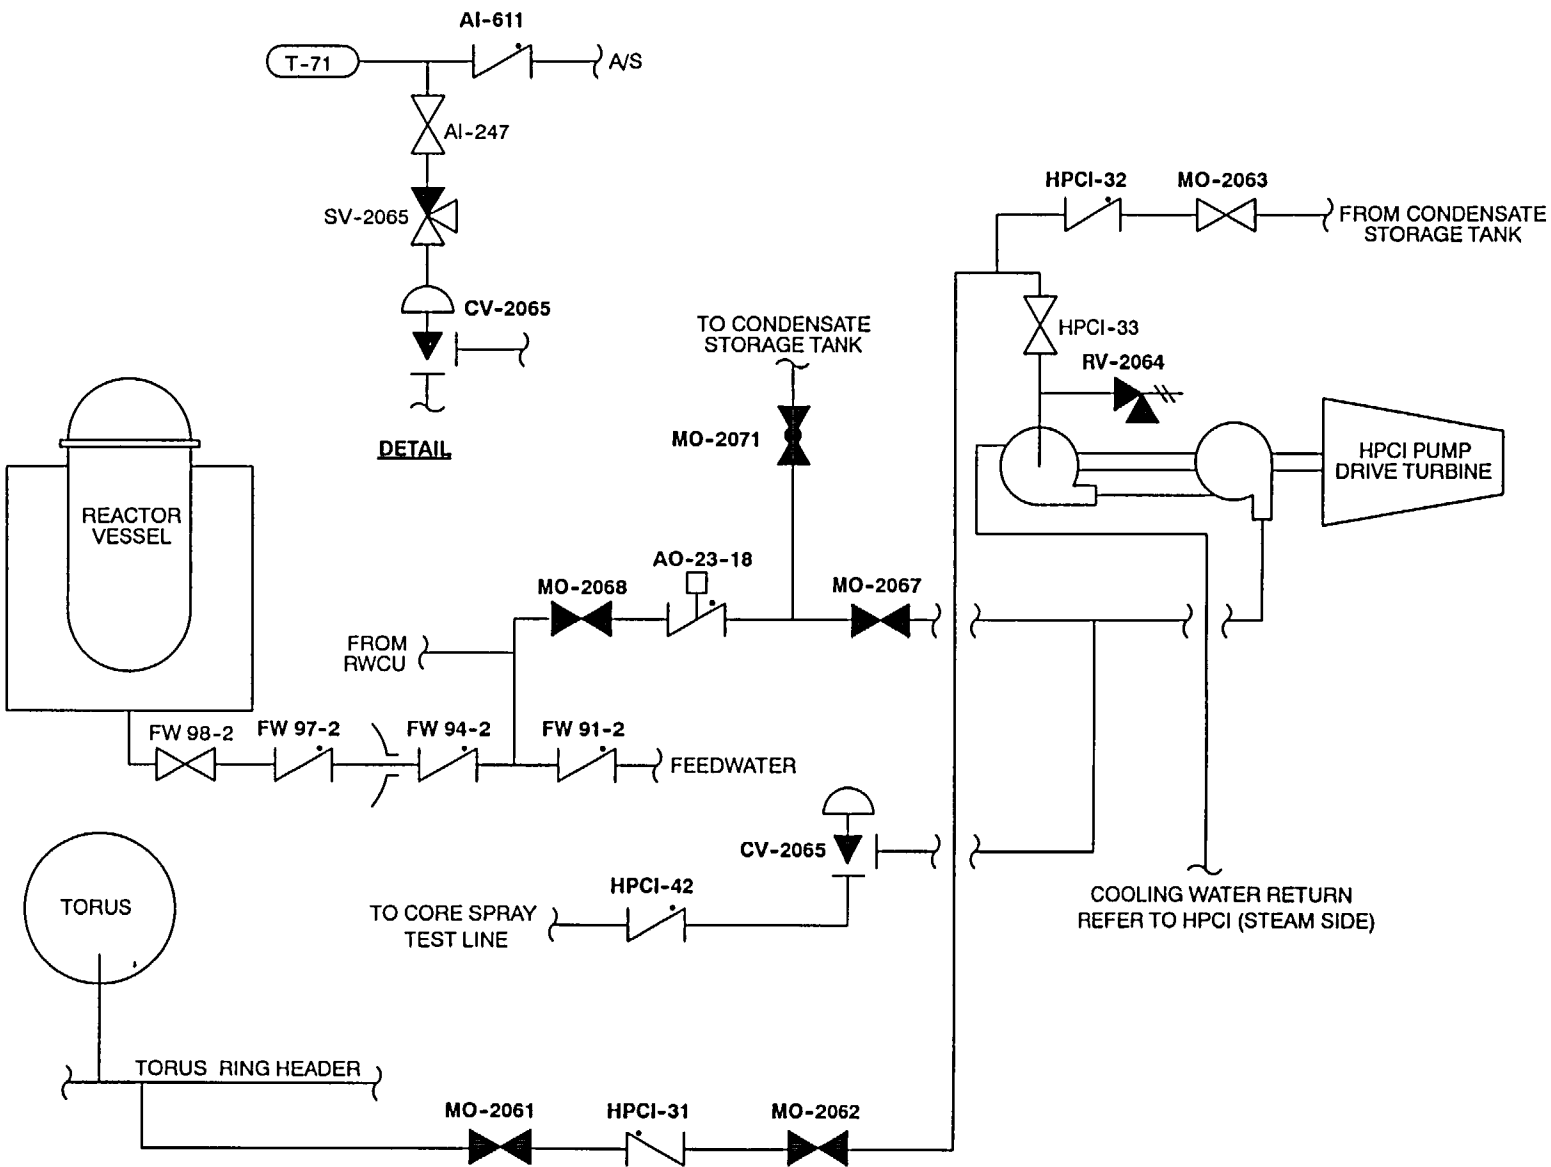 AI-611
T-71
A/S
AI-247
SV-2065
CV-2065
DETAIL
HPCI-32
MO-2063
FROM CONDENSATE
STORAGE TANK
HPCI-33
RV-2064
TO CONDENSATE
STORAGE TANK
MO-2071
HPCI PUMP
DRIVE TURBINE
REACTOR
VESSEL
AO-23-18
MO-2068
MO-2067
FROM
RWCU
FW 98-2
FW 97-2
FW 94-2
FW 91-2
FEEDWATER
CV-2065
HPCI-42
TO CORE SPRAY
TEST LINE
COOLING WATER RETURN
REFER TO HPCI (STEAM SIDE)
TORUS
TORUS RING HEADER
MO-2061
HPCI-31
MO-2062